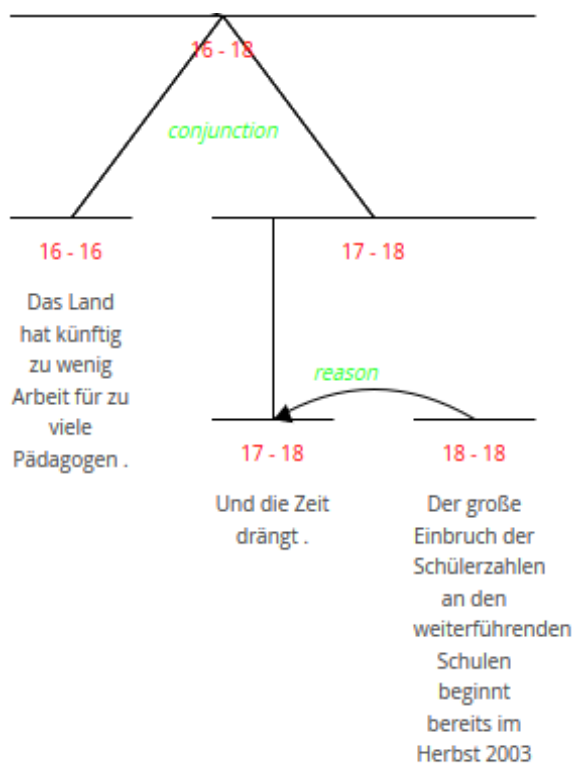 16 - 18
conjunction
16 - 16
17 - 18
Das Land
hat künftig
zu wenig
Arbeit für zu
viele
Pädagogen .
reason
17 - 18
18 - 18
Und die Zeit
drängt .
Der große
Einbruch der
Schülerzahlen
an den
weiterführenden
Schulen
beginnt
bereits im
Herbst 2003